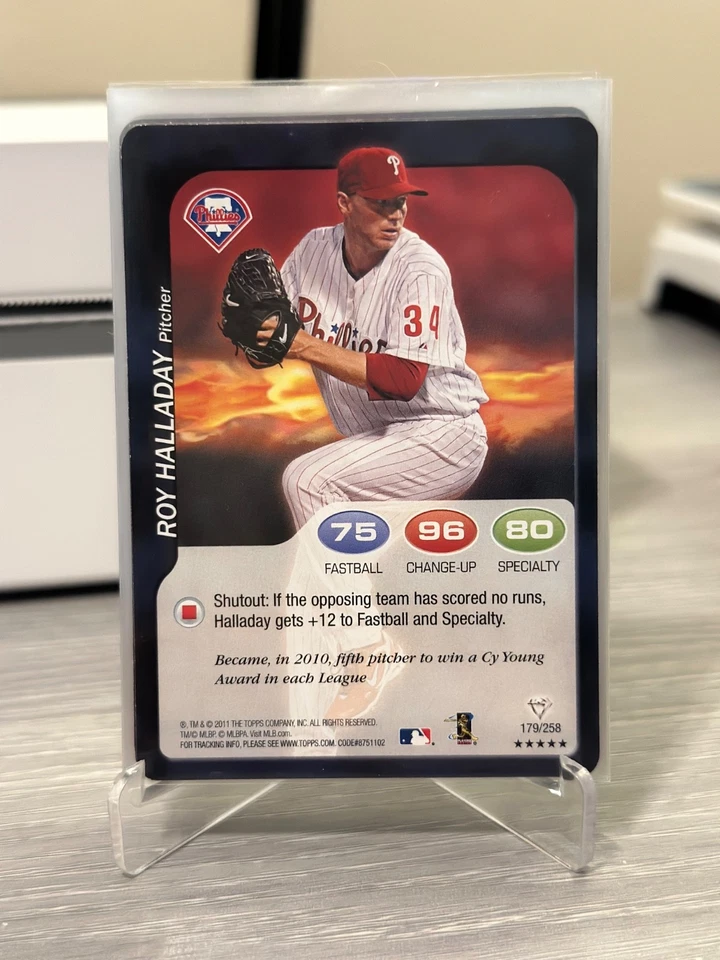 P
Phillies
Phillies
34
ROY HALLADAY Pitcher
75 96 80
FASTBALL CHANGE-UP SPECIALTY
Shutout: If the opposing team has scored no runs,
Halladay gets +12 to Fastball and Specialty.
Became, in 2010, fifth pitcher to win a Cy Young
Award in each League
®, TM & © 2011 THE TOPPS COMPANY, INC. ALL RIGHTS RESERVED.
TM/© MLBP. © MLBPA. Visit MLB.com.
FOR TRACKING INFO, PLEASE SEE WWW.TOPPS.COM. CODE#8751102
179/258
★★★★★